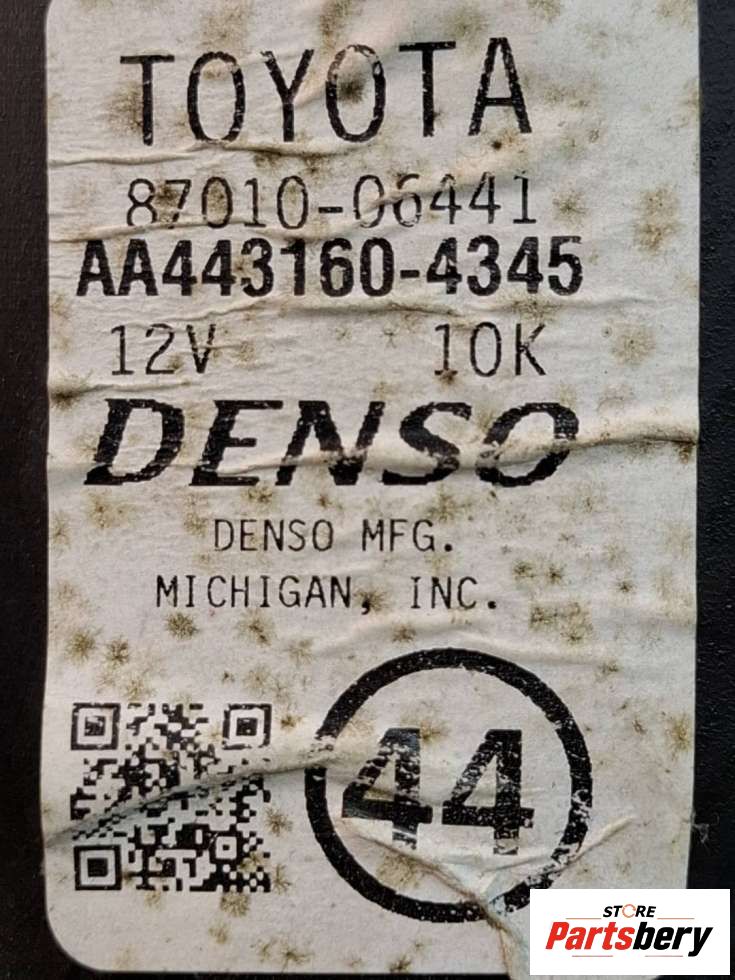 TOYOTA
87010-06441
AA443160-4345
12V 10K
DENSO
DENSO MFG.
MICHIGAN, INC.
44
STORE
Partsbery